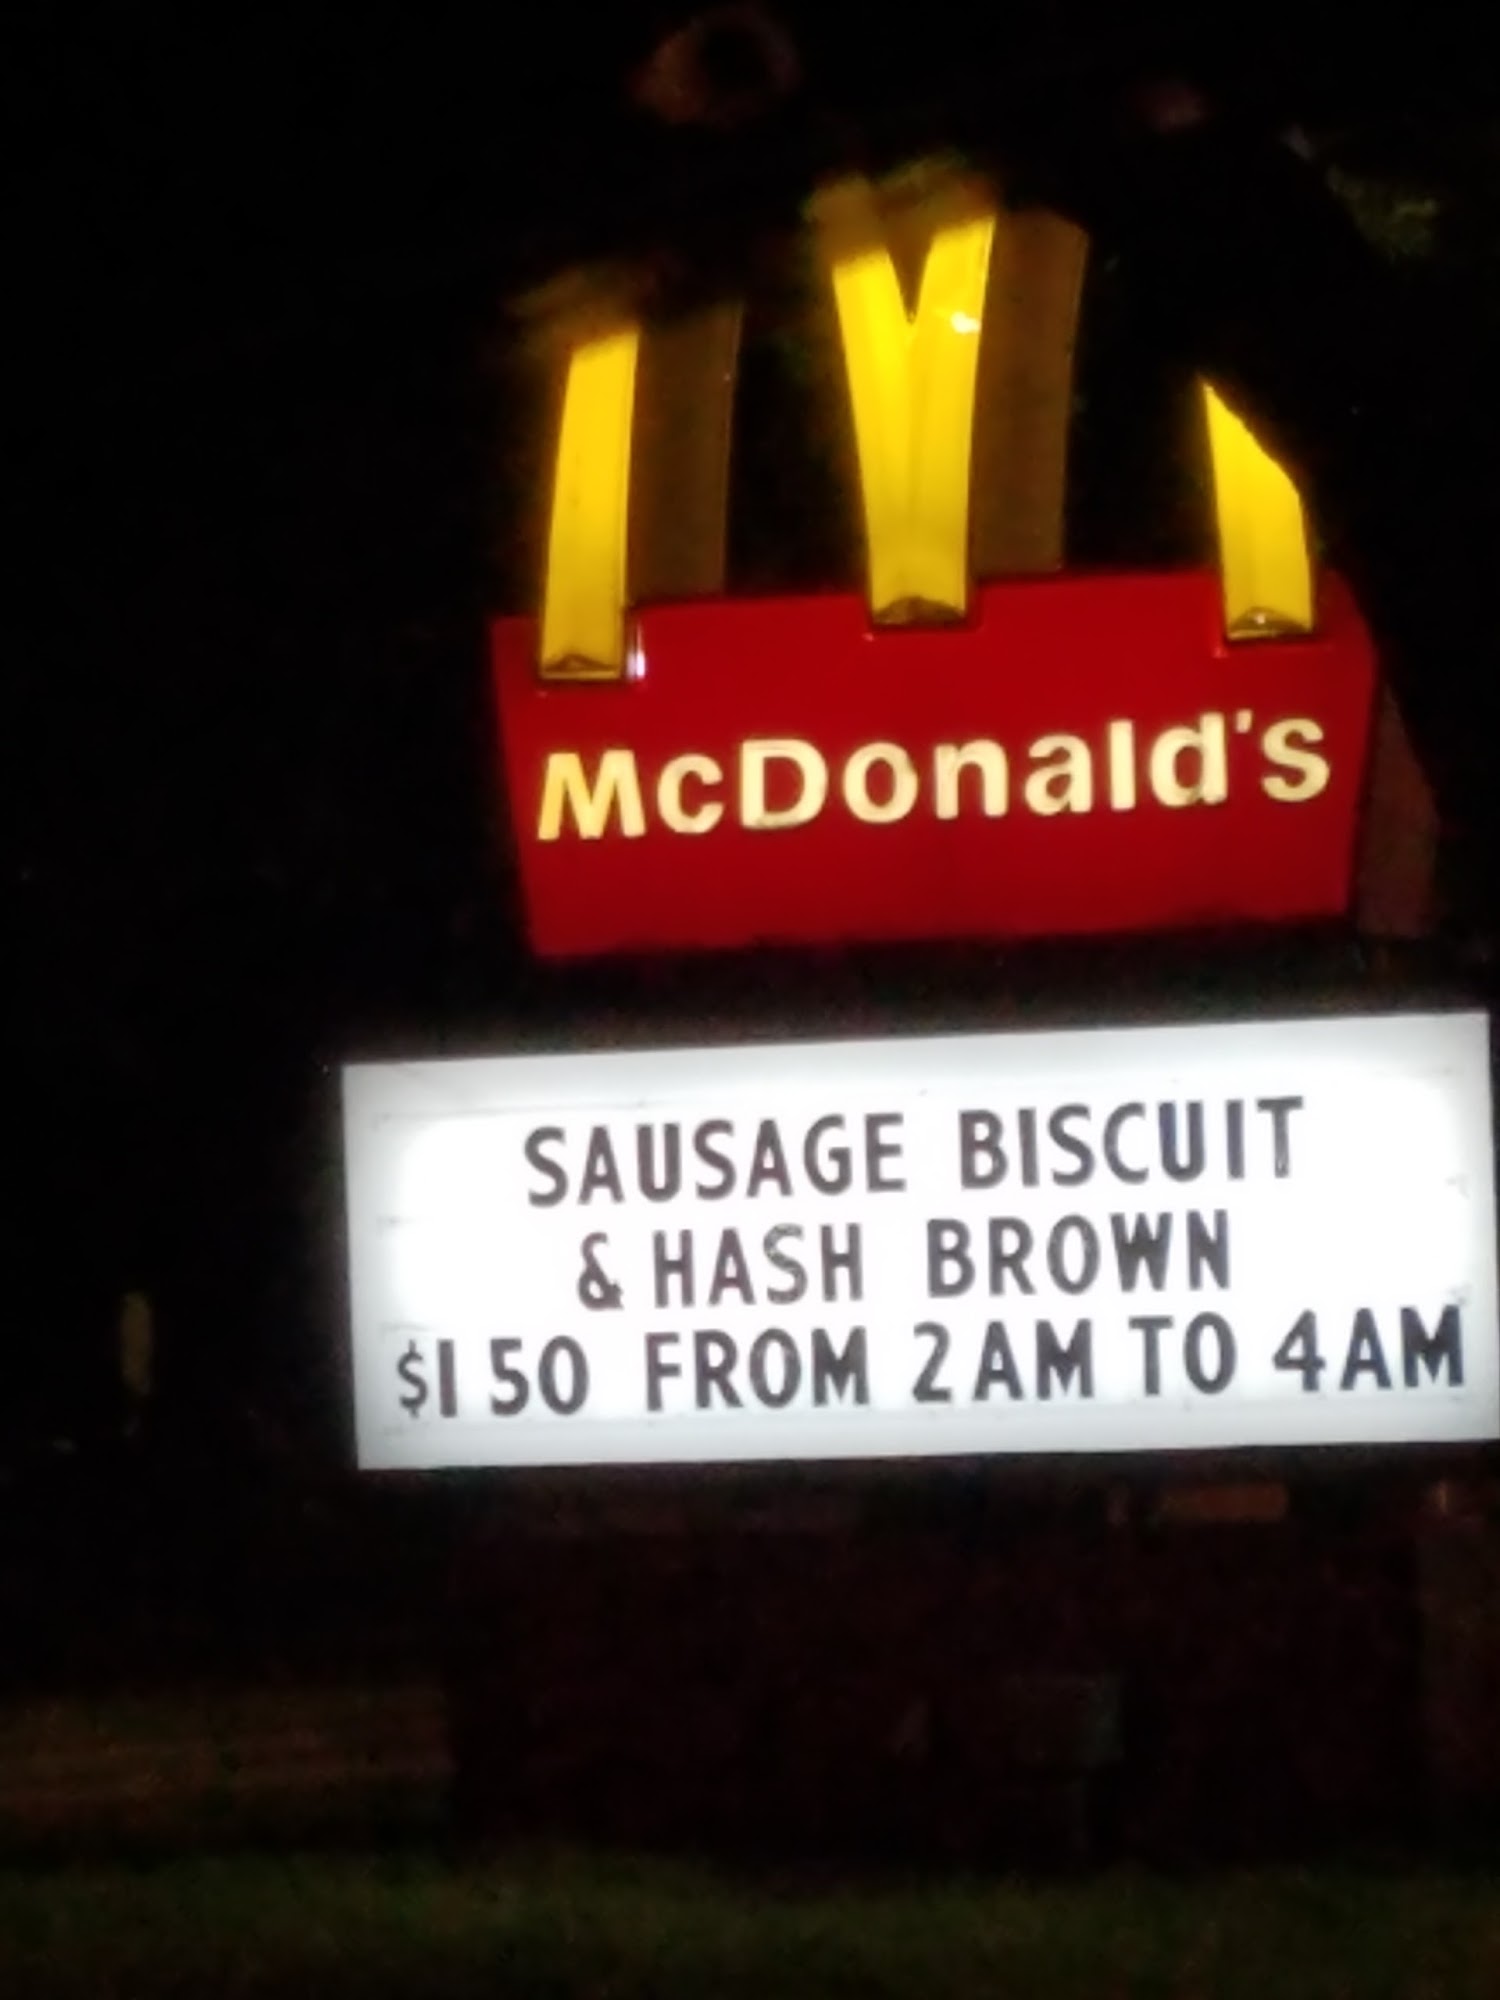 McDonald's
SAUSAGE BISCUIT
& HASH BROWN
$1 50 FROM 2AM TO 4AM